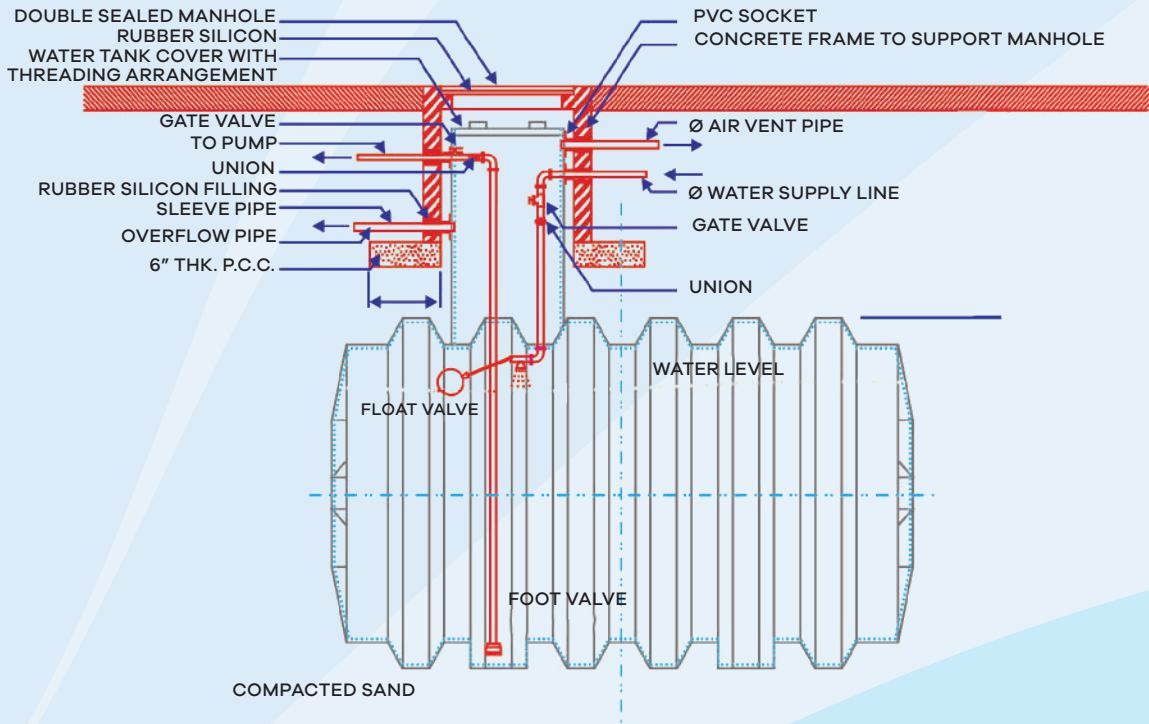 DOUBLE SEALED MANHOLE
RUBBER SILICON
WATER TANK COVER WITH
THREADING ARRANGEMENT
GATE VALVE
TO PUMP
UNION
RUBBER SILICON FILLING
SLEEVE PIPE
OVERFLOW PIPE
6" THK. P.C.C.
PVC SOCKET
CONCRETE FRAME TO SUPPORT MANHOLE
Ø AIR VENT PIPE
Ø WATER SUPPLY LINE
GATE VALVE
UNION
WATER LEVEL
FLOAT VALVE
FOOT VALVE
COMPACTED SAND